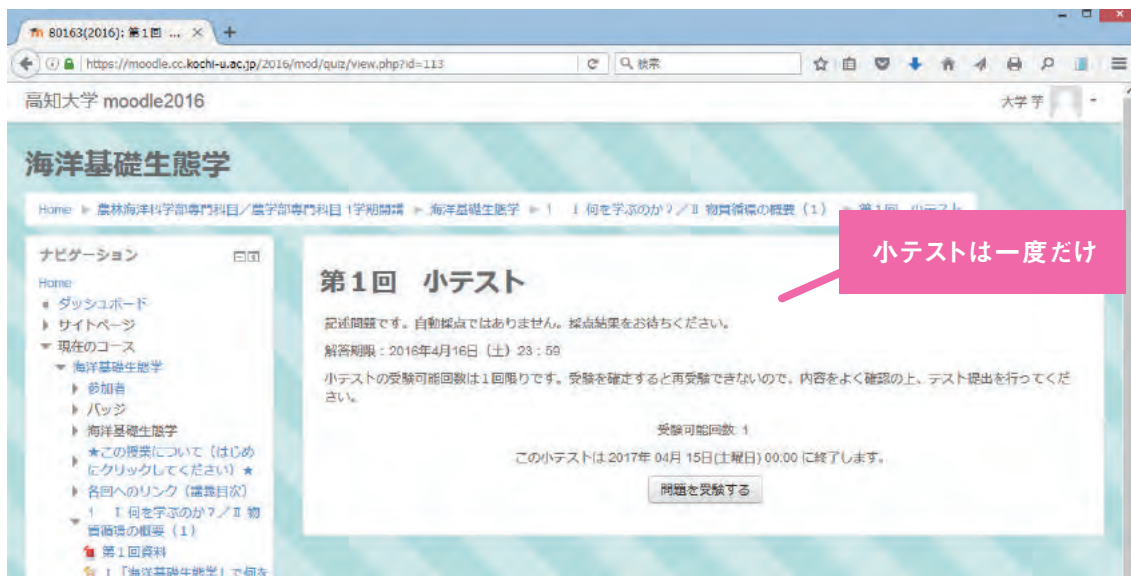 80163(2016): 第1回 ...
https://moodle.cc.kochi-u.ac.jp/2016/mod/quiz/view.php?id=113
検索
高知大学 moodle2016
大学 芋
海洋基礎生態学
Home ▶ 農林海洋科学部専門科目/農学部専門科目 1学期開講 ▶ 海洋基礎生態学 ▶ 1 Ⅰ 何を学ぶのか?/Ⅱ 物質循環の概要(1) ▶ 第1回 小テスト
小テストは一度だけ
ナビゲーション
Home
ダッシュボード
サイトページ
現在のコース
海洋基礎生態学
参加者
バッジ
海洋基礎生態学
★この授業について(はじめ
にクリックしてください)★
各回へのリンク(講義目次)
1 Ⅰ 何を学ぶのか?/Ⅱ 物
質循環の概要(1)
第1回資料
1「海洋基礎生態学」で何を
第1回 小テスト
記述問題です。自動採点ではありません。採点結果をお待ちください。
解答期限:2016年4月16日(土)23:59
小テストの受験可能回数は1回限りです。受験を確定すると再受験できないので、内容をよく確認の上、テスト提出を行ってくだ
さい。
受験可能回数: 1
この小テストは 2017年 04月 15日(土曜日) 00:00 に終了します。
問題を受験する